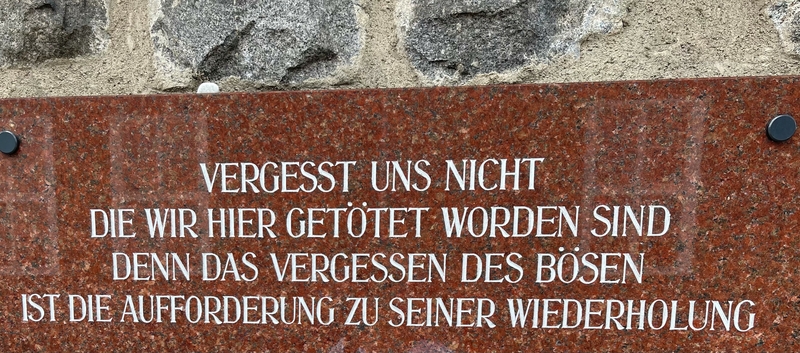 VERGESST UNS NICHT
DIE WIR HIER GETÖTET WORDEN SIND
DENN DAS VERGESSEN DES BÖSEN
IST DIE AUFFORDERUNG ZU SEINER WIEDERHOLUNG